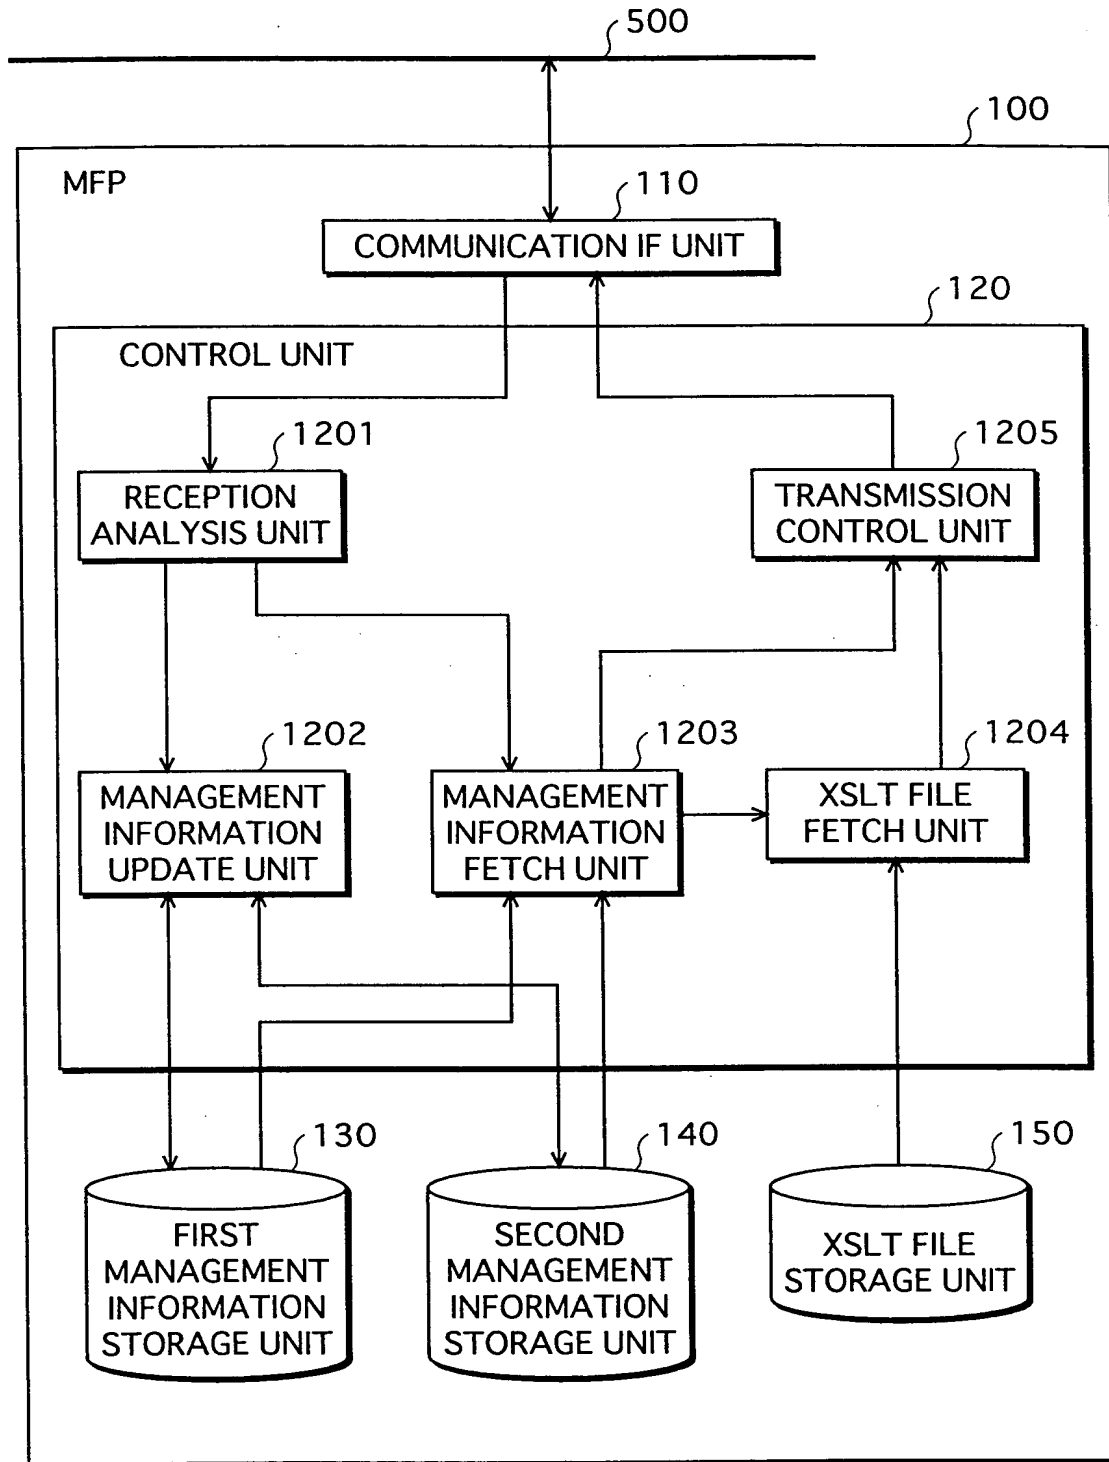 500
100
MFP
110
COMMUNICATION IF UNIT
120
CONTROL UNIT
1201
RECEPTION
ANALYSIS UNIT
1205
TRANSMISSION
CONTROL UNIT
1202
MANAGEMENT
INFORMATION
UPDATE UNIT
1203
MANAGEMENT
INFORMATION
FETCH UNIT
1204
XSLT FILE
FETCH UNIT
130
FIRST
MANAGEMENT
INFORMATION
STORAGE UNIT
140
SECOND
MANAGEMENT
INFORMATION
STORAGE UNIT
150
XSLT FILE
STORAGE UNIT